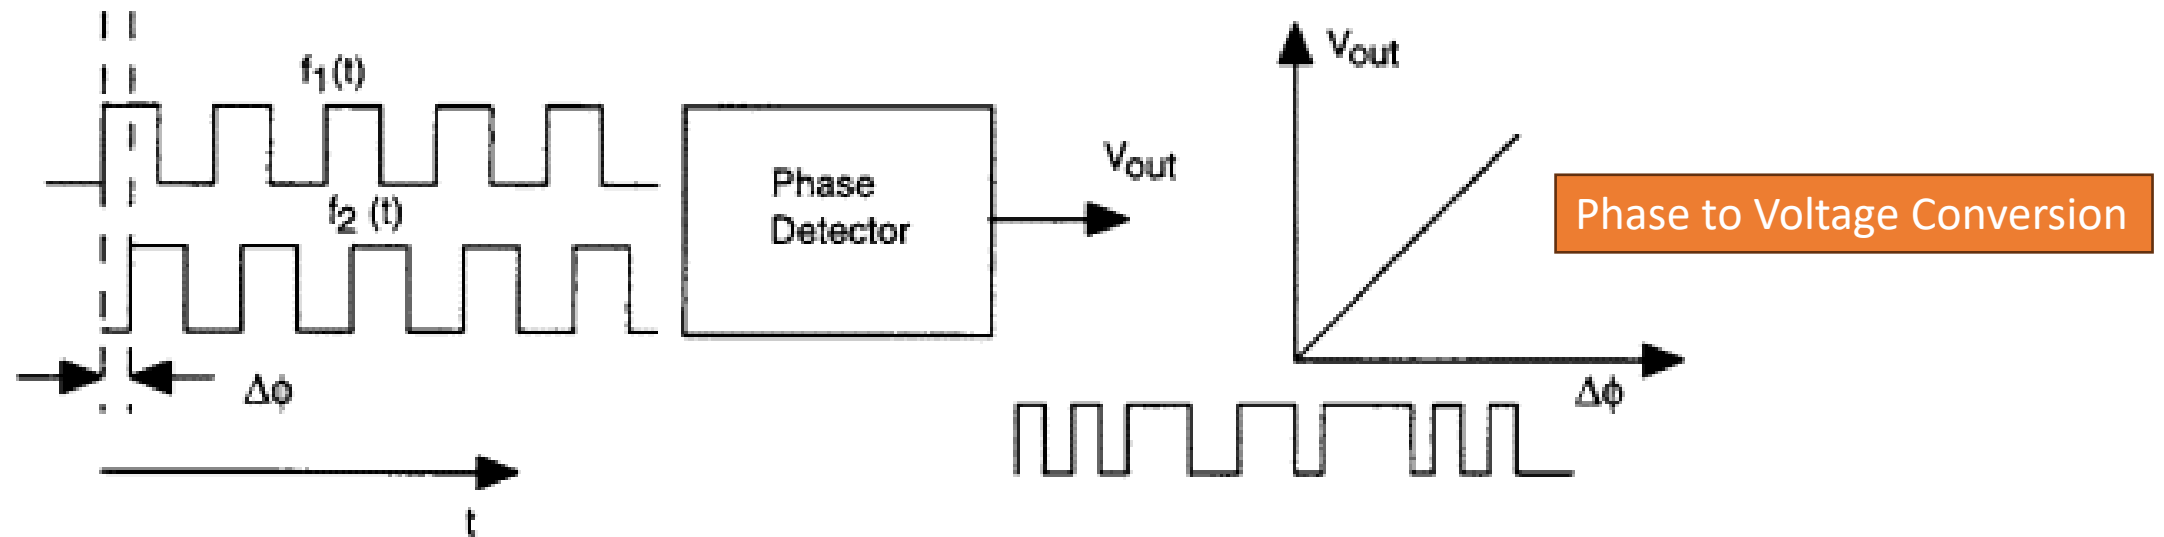 f₁(t)
f₂ (t)
Δϕ
t
Phase
Detector
Vout
Vout
Δϕ
Phase to Voltage Conversion